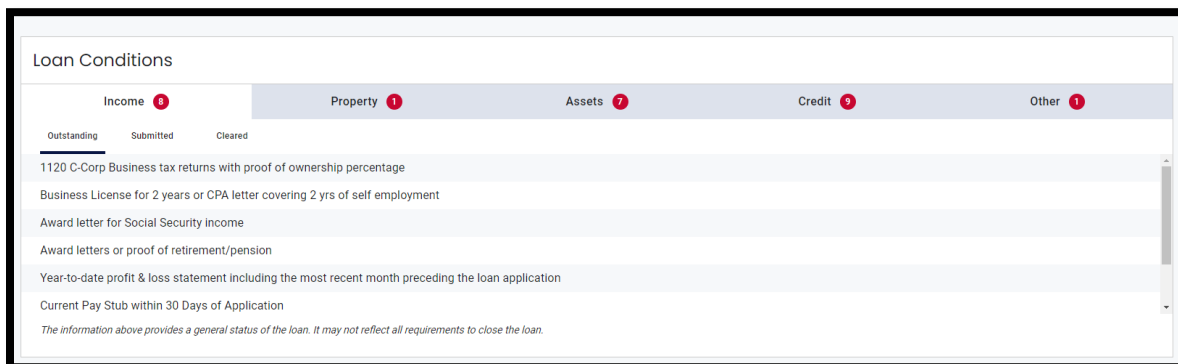 Loan Conditions
Income 8 Property 1 Assets 7 Credit 9 Other 1
Outstanding Submitted Cleared
1120 C-Corp Business tax returns with proof of ownership percentage
Business License for 2 years or CPA letter covering 2 yrs of self employment
Award letter for Social Security income
Award letters or proof of retirement/pension
Year-to-date profit & loss statement including the most recent month preceding the loan application
Current Pay Stub within 30 Days of Application
The information above provides a general status of the loan. It may not reflect all requirements to close the loan.